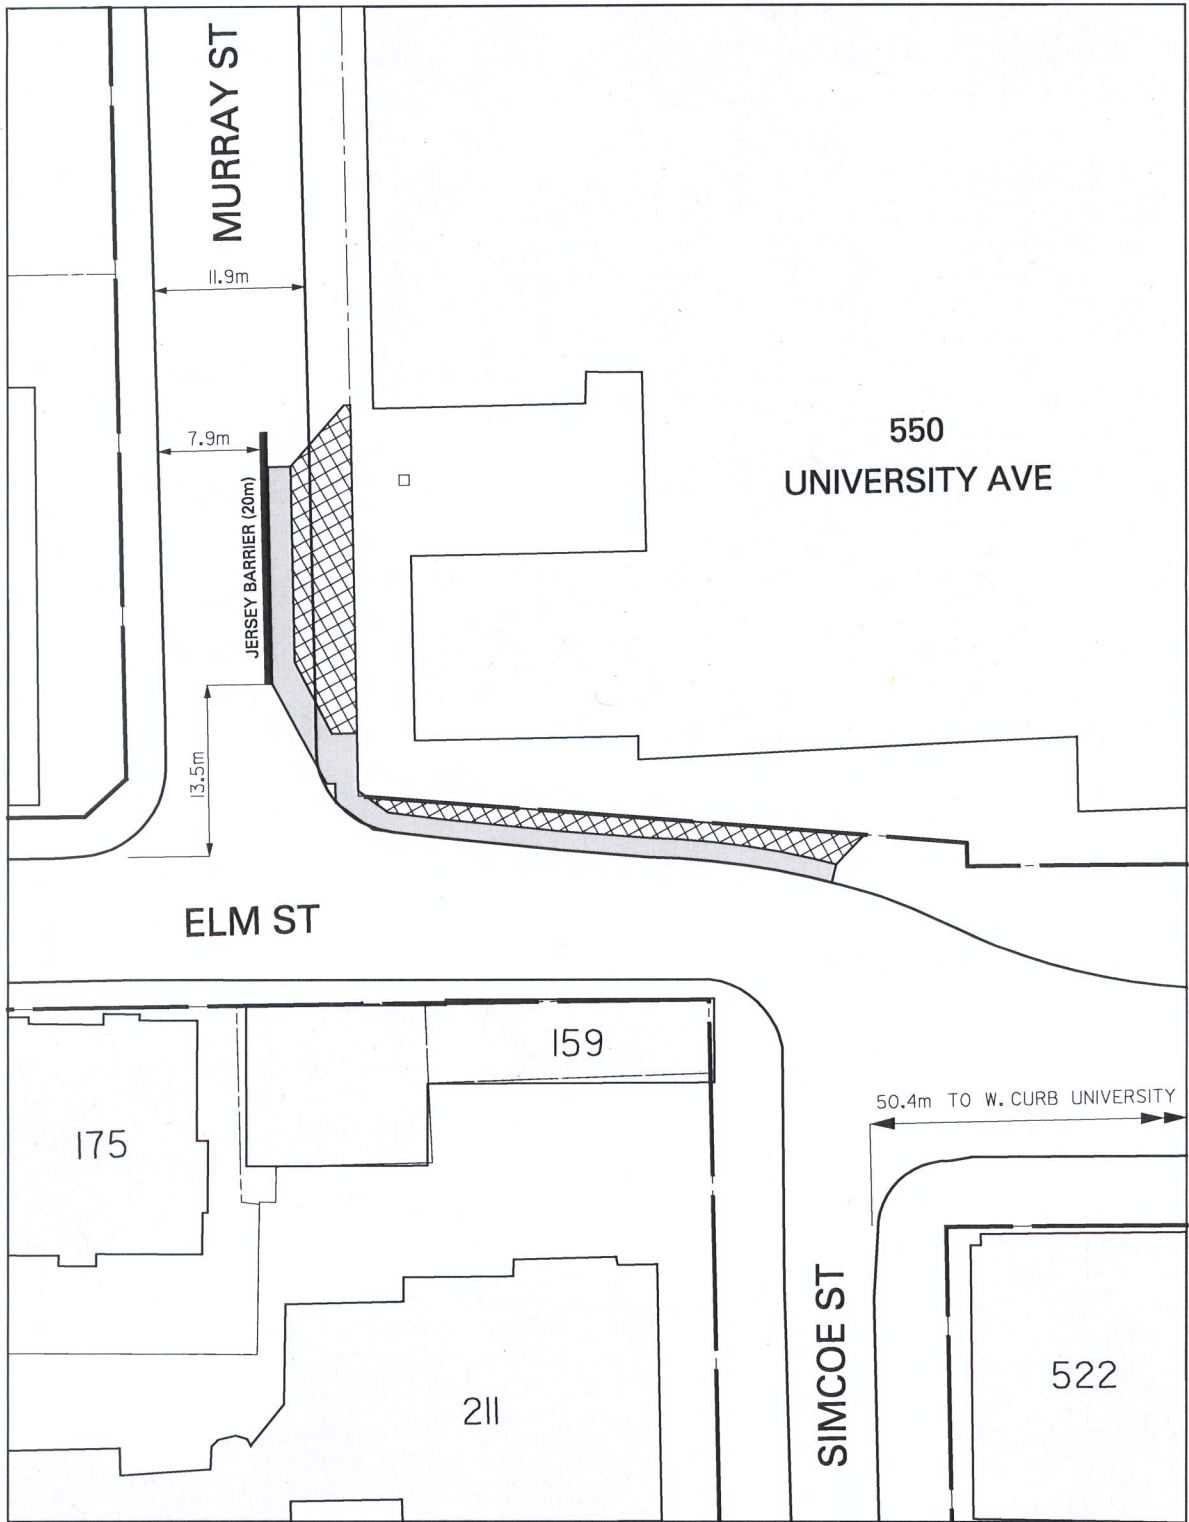 MURRAY ST
11.9m
7.9m
550
UNIVERSITY AVE
JERSEY BARRIER (20m)
13.5m
ELM ST
159
175
50.4m TO W. CURB UNIVERSITY
SIMCOE ST
522
211